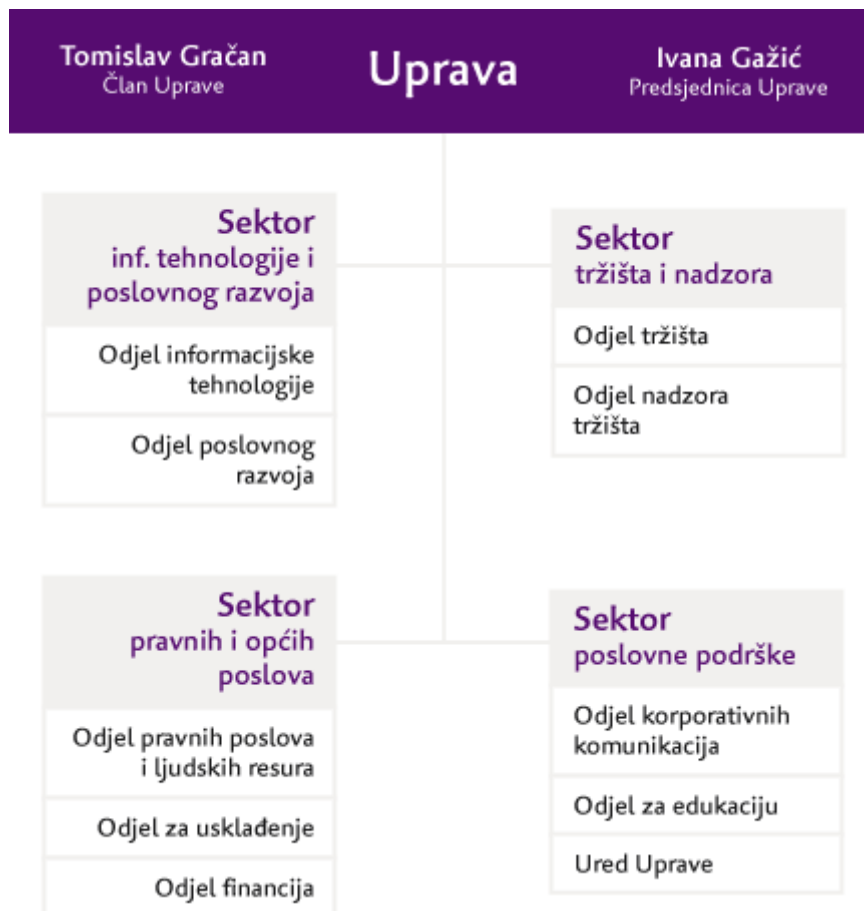 Tomislav Gračan
Član Uprave
Uprava
Ivana Gažić
Predsjednica Uprave
Sektor
inf. tehnologije i
poslovnog razvoja
Odjel informacijske
tehnologije
Odjel poslovnog
razvoja
Sektor
tržišta i nadzora
Odjel tržišta
Odjel nadzora
tržišta
Sektor
pravnih i općih
poslova
Odjel pravnih poslova
i ljudskih resura
Odjel za usklađenje
Odjel financija
Sektor
poslovne podrške
Odjel korporativnih
komunikacija
Odjel za edukaciju
Ured Uprave